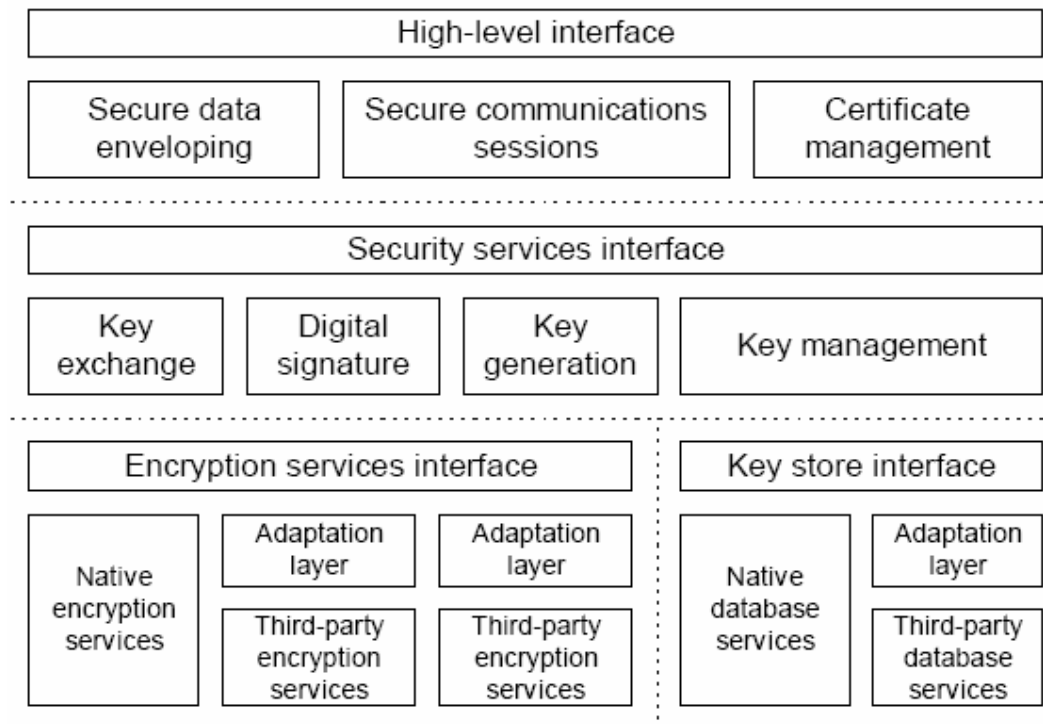 High-level interface
Secure data
enveloping
Secure communications
sessions
Certificate
management
Security services interface
Key
exchange
Digital
signature
Key
generation
Key management
Encryption services interface
Key store interface
Native
encryption
services
Adaptation
layer
Adaptation
layer
Third-party
encryption
services
Third-party
encryption
services
Native
database
services
Adaptation
layer
Third-party
database
services